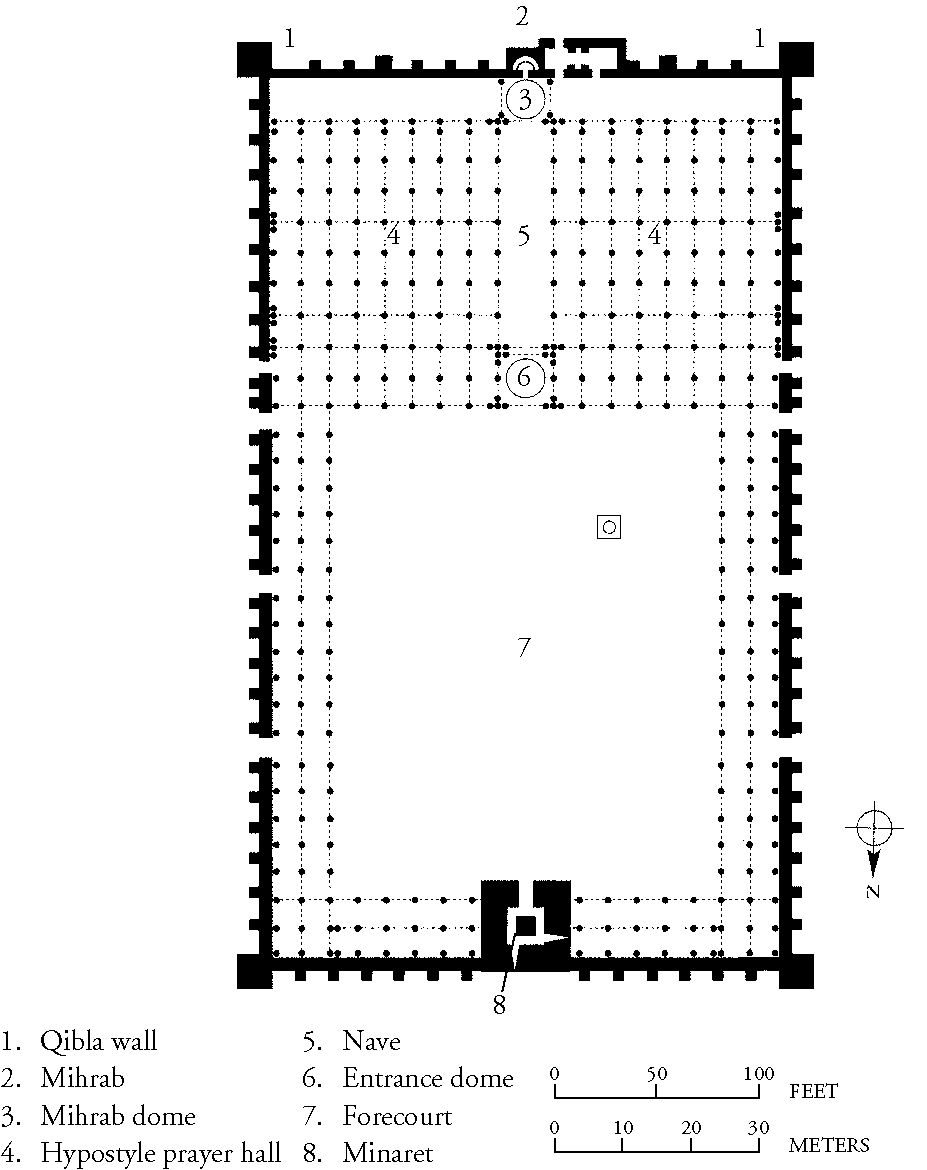 2
1 1
3
4 5 4
6
7
N
8
1. Qibla wall
2. Mihrab
3. Mihrab dome
4. Hypostyle prayer hall
5. Nave
6. Entrance dome
7. Forecourt
8. Minaret
0 50 100
FEET
0 10 20 30
METERS